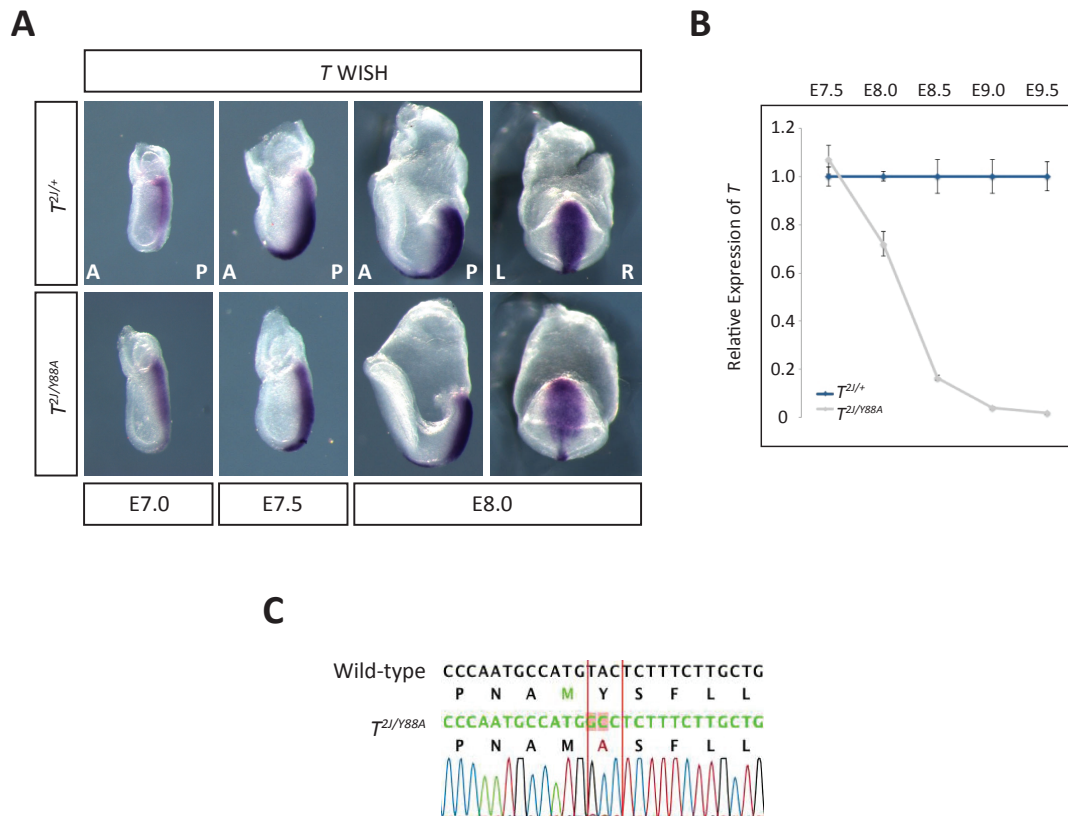 A
T WISH
T2J/+
A P
A P
A P
L R
T2J/Y88A
E7.0
E7.5
E8.0
B
E7.5 E8.0 E8.5 E9.0 E9.5
Relative Expression of T
1.2
1.0
0.8
0.6
0.4
0.2
0
T2J/+
T2J/Y88A
C
Wild-type CCCAATGCCATGTACTCTTTCTTGCTG
P N A M Y S F L L
T2J/Y88A CCCAATGCCATGGCCTCTTTCTTGCTG
P N A M A S F L L